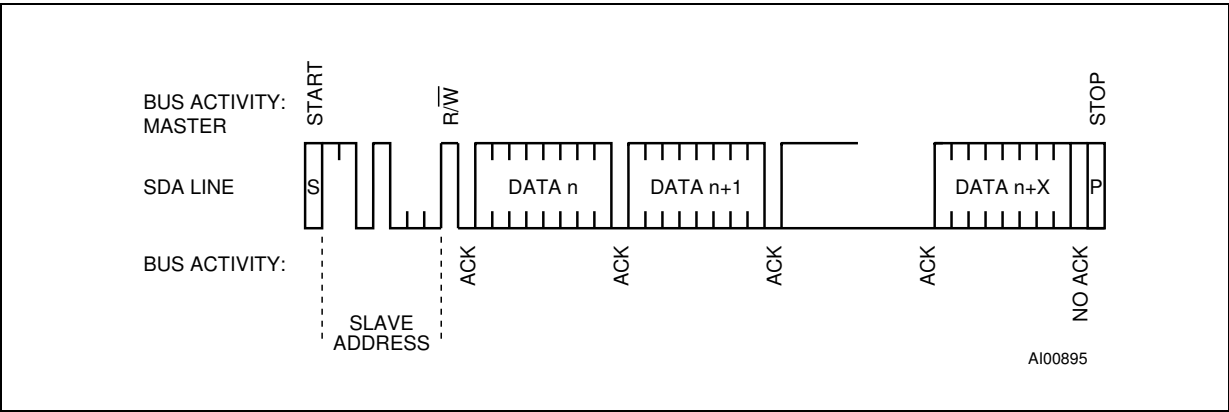 BUS ACTIVITY:
MASTER
START
R/W
STOP
SDA LINE
S
DATA n
DATA n+1
DATA n+X
P
BUS ACTIVITY:
ACK
ACK
ACK
ACK
NO ACK
SLAVE
ADDRESS
AI00895